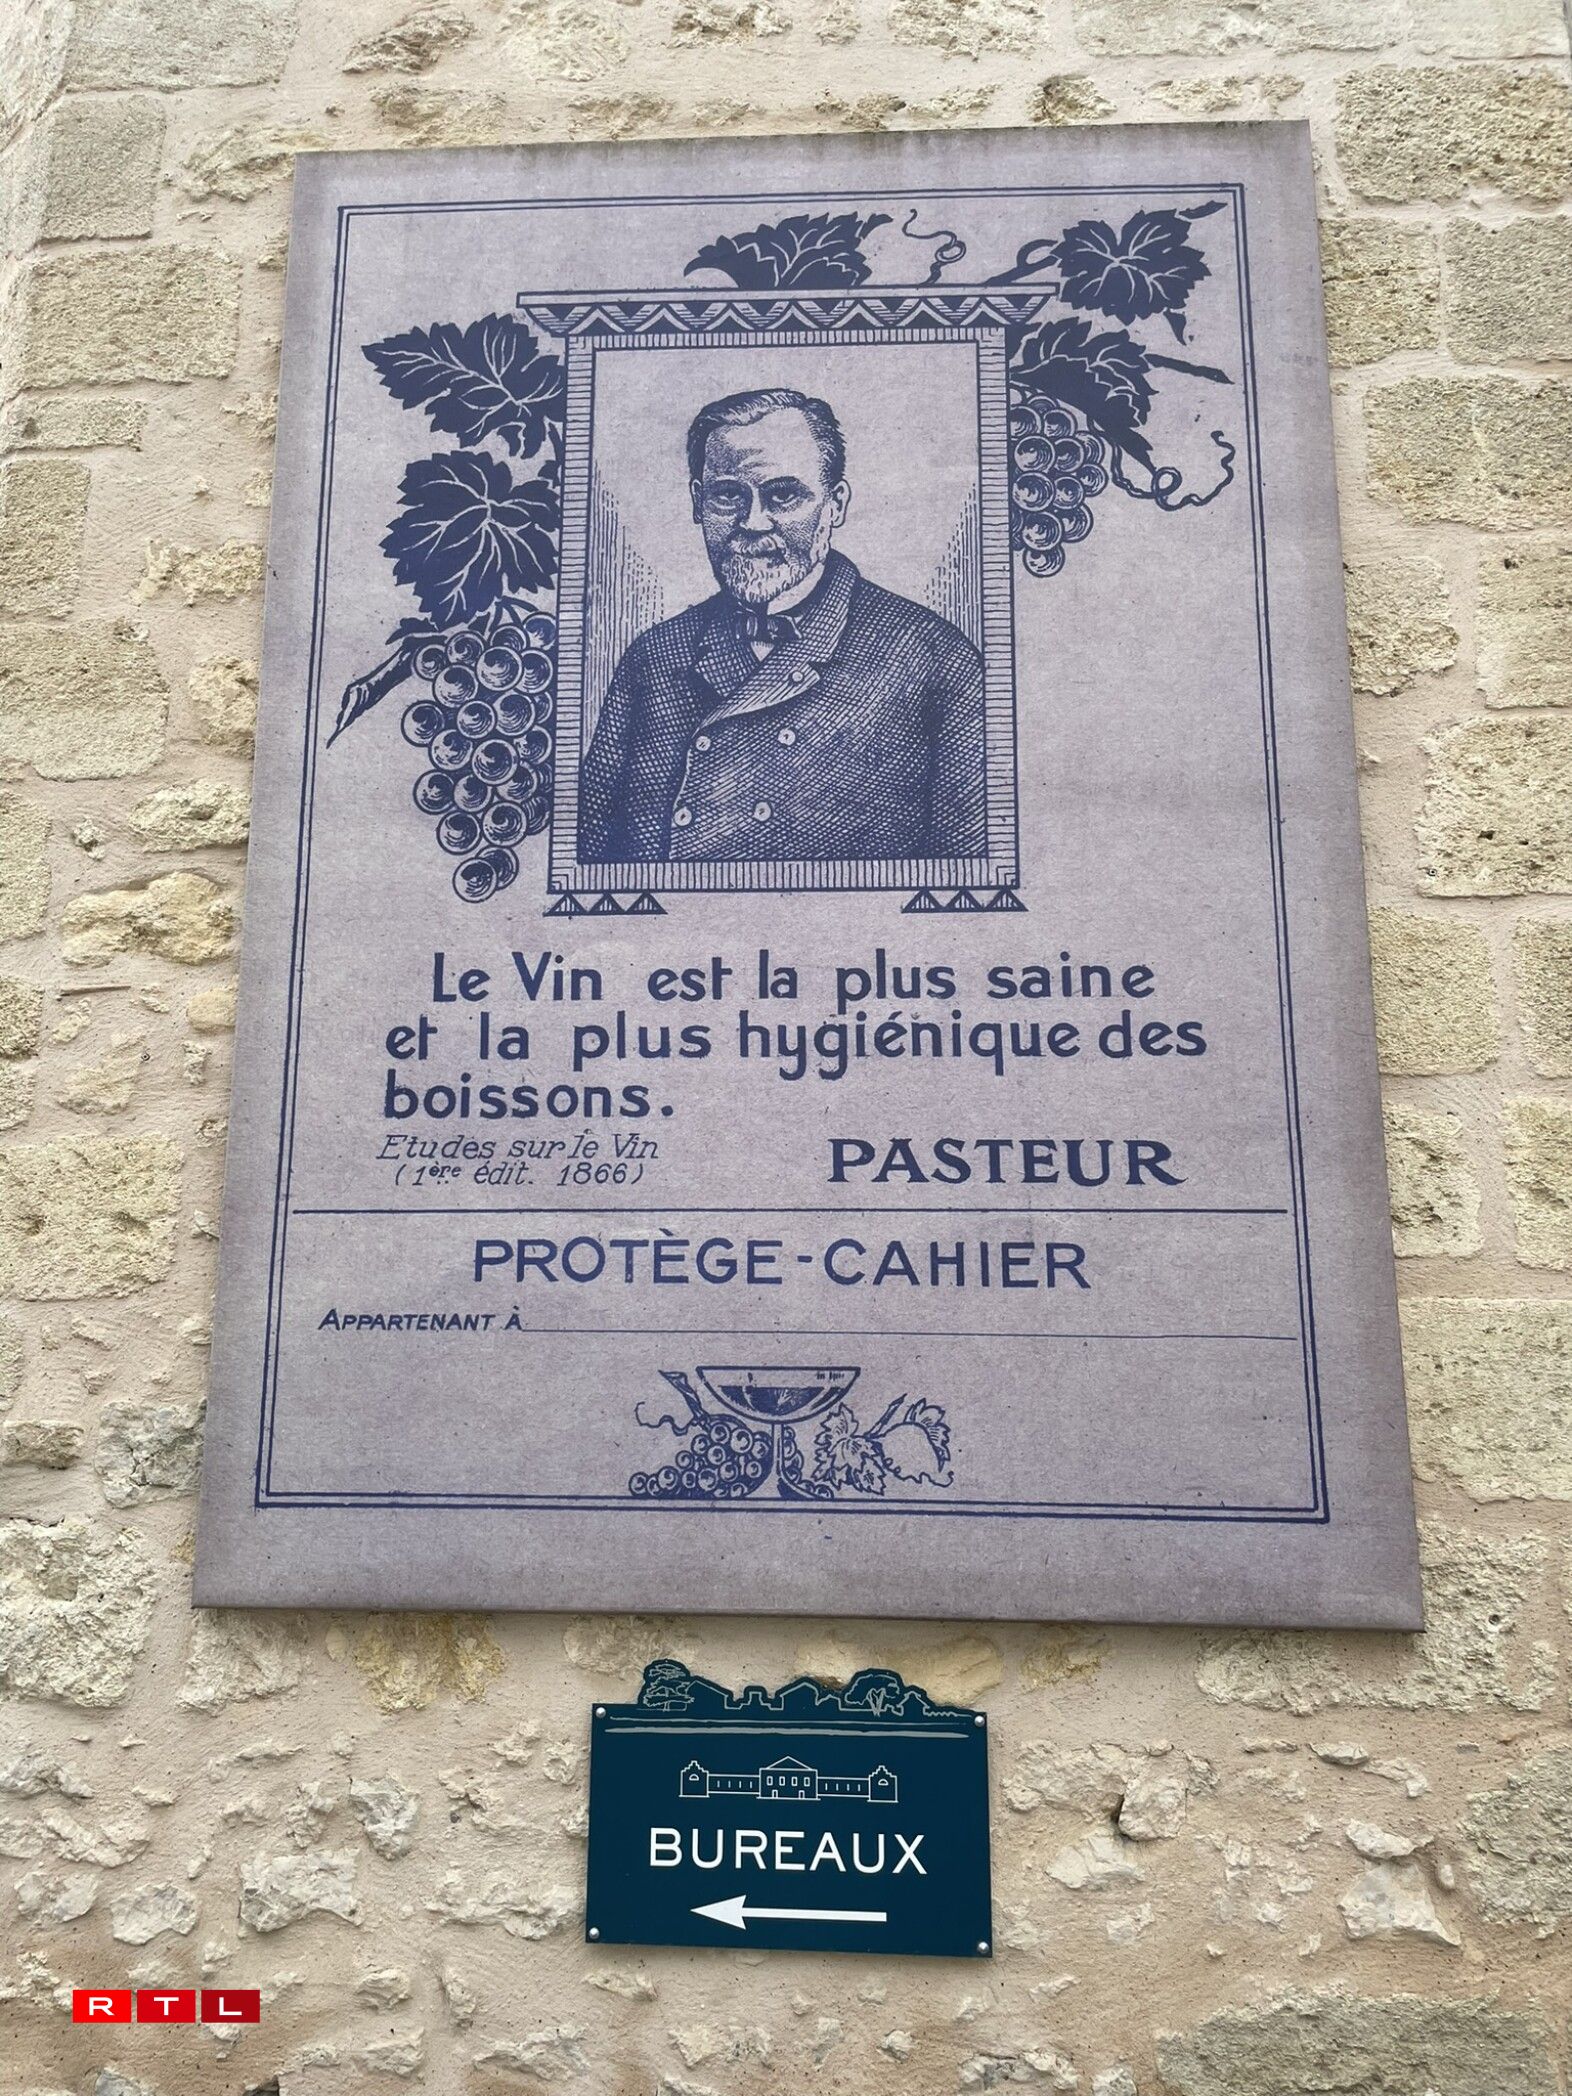 Le Vin est la plus saine
et la plus hygiénique des
boissons.
Etudes sur le Vin
(1ère édit. 1866)
PASTEUR
PROTÈGE-CAHIER
APPARTENANT À
BUREAUX
RTL